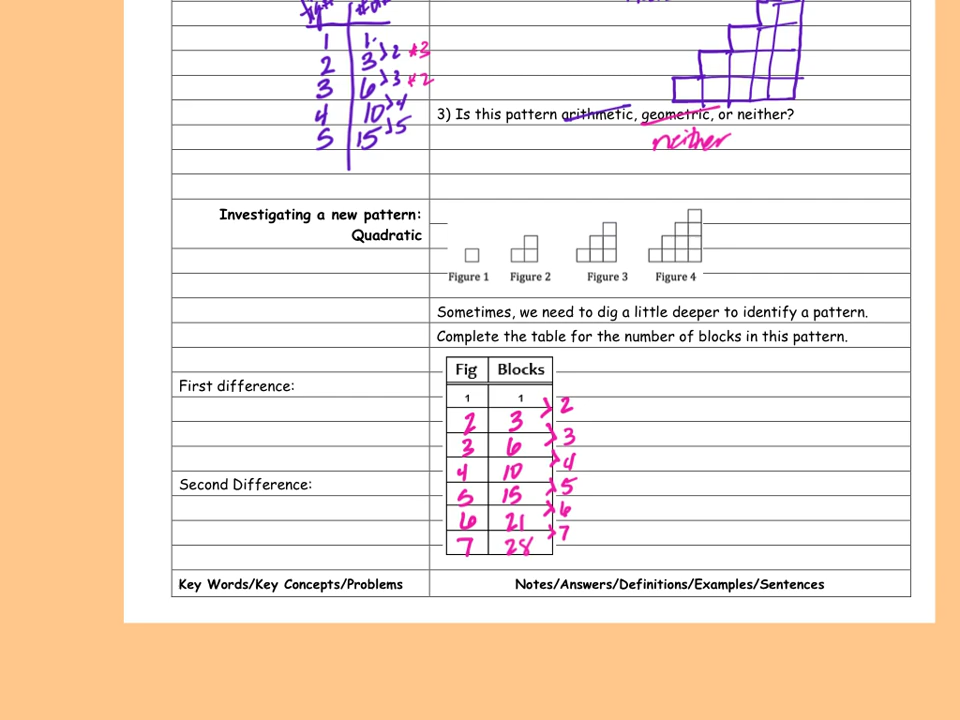 1 1
2 3 >2 *3
3 6 >3 *2
4 10 >4
5 15 >5
3) Is this pattern arithmetic, geometric, or neither?
neither
Investigating a new pattern:
Quadratic
Figure 1 Figure 2 Figure 3 Figure 4
Sometimes, we need to dig a little deeper to identify a pattern.
Complete the table for the number of blocks in this pattern.
Fig Blocks
First difference:
1 1 >2
2 3
3 6 >3
4 10 >4
Second Difference:
5 15 >5
6 21 >6
7 28 >7
Key Words/Key Concepts/Problems Notes/Answers/Definitions/Examples/Sentences